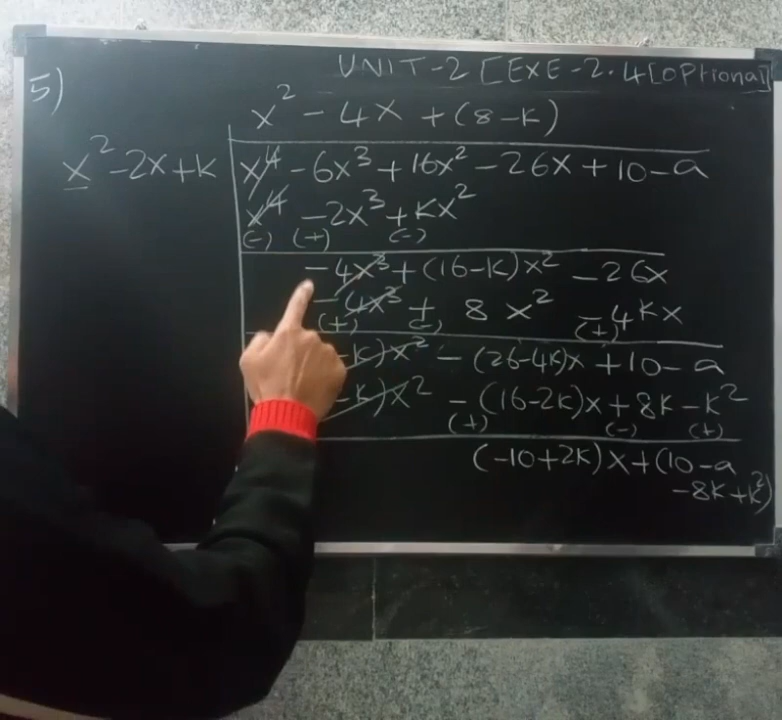 UNIT-2 [EXE-2.4[OPtional]
5)
x² - 4x + (8-k)
x² -2x+k x⁴ - 6x³ + 16x² - 26x + 10 - a
x⁴ - 2x³ + kx²
(-) (+) (-)
-4x³ + (16-k)x² - 26x
-4x³ + 8x² - 4kx
(+) (-) (+)
-k)x² - (26-4k)x + 10 - a
-k)x² - (16-2k)x + 8k - k²
(+) (-) (+)
(-10+2k)x + (10-a
-8k+k²)